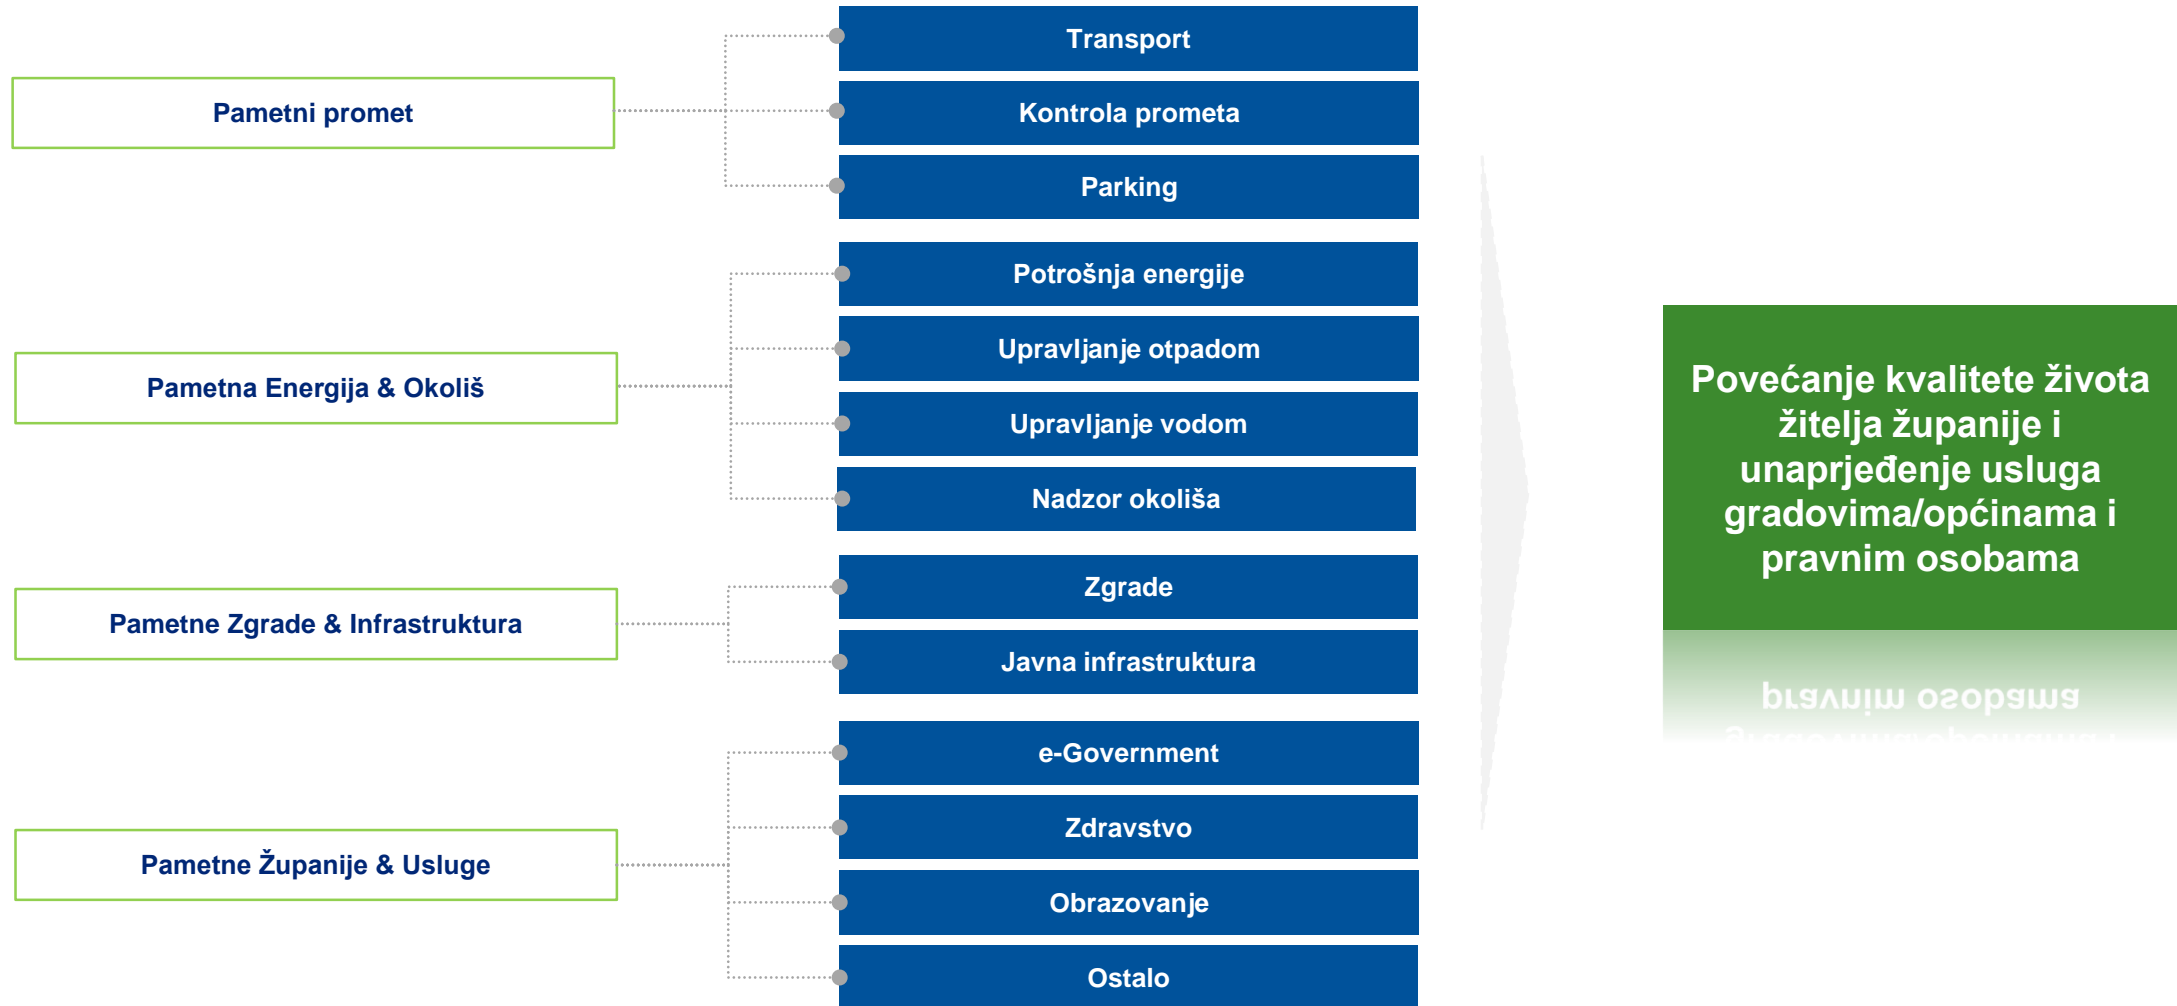 Pametni promet
Transport
Kontrola prometa
Parking
Pametna Energija & Okoliš
Potrošnja energije
Upravljanje otpadom
Upravljanje vodom
Nadzor okoliša
Pametne Zgrade & Infrastruktura
Zgrade
Javna infrastruktura
Pametne Županije & Usluge
e-Government
Zdravstvo
Obrazovanje
Ostalo
Povećanje kvalitete života
žitelja županije i
unaprjeđenje usluga
gradovima/općinama i
pravnim osobama